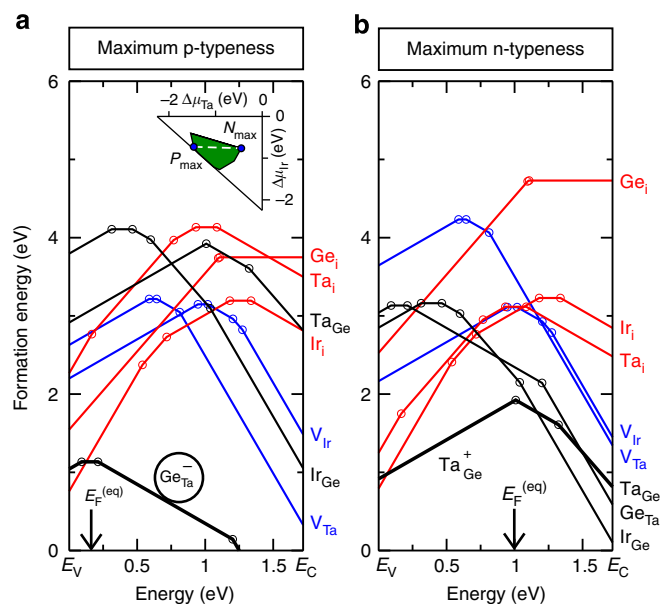 a
Maximum p-typeness
6
4
2
0
Formation energy (eV)
−2 Δμ_Ta (eV) 0
0
Δμ_Ir (eV)
−2
N_max
P_max
Ge_i
Ta_i
Ta_Ge
Ir_i
V_Ir
Ir_Ge
V_Ta
Ge_Ta^−
E_F^(eq)
E_V 0.5 1 1.5 E_C
Energy (eV)
b
Maximum n-typeness
6
4
2
0
Ge_i
Ir_i
Ta_i
V_Ir
V_Ta
Ta_Ge
Ge_Ta
Ir_Ge
Ta_Ge^+
E_F^(eq)
E_V 0.5 1 1.5 E_C
Energy (eV)